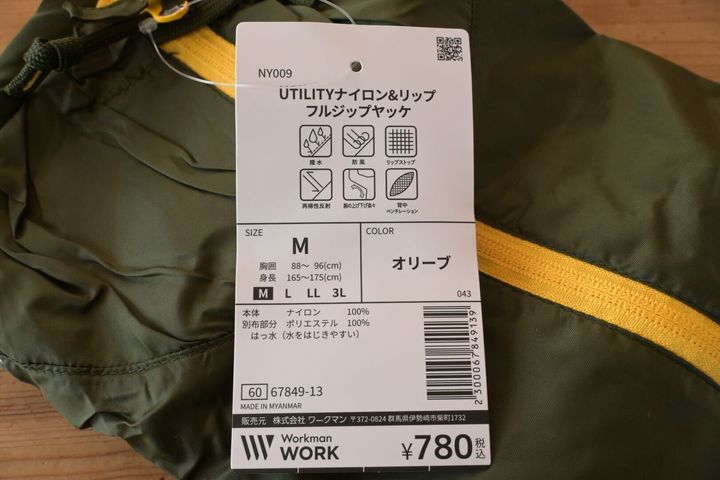 NY009
UTILITYナイロン&リップ
フルジップヤッケ
撥水 防風 リップストップ
再帰性反射 腕の上げ下げ楽々 背中
ベンチレーション
SIZE
M
胸囲 88〜 96(cm)
身長 165〜175(cm)
M L LL 3L
COLOR
オリーブ
043
本体 ナイロン 100%
別布部分 ポリエステル 100%
はっ水（水をはじきやすい）
60 67849-13
MADE IN MYANMAR
2300067849139
販売元 株式会社 ワークマン 〒372-0824 群馬県伊勢崎市柴町1732
Workman
WORK
¥780税込